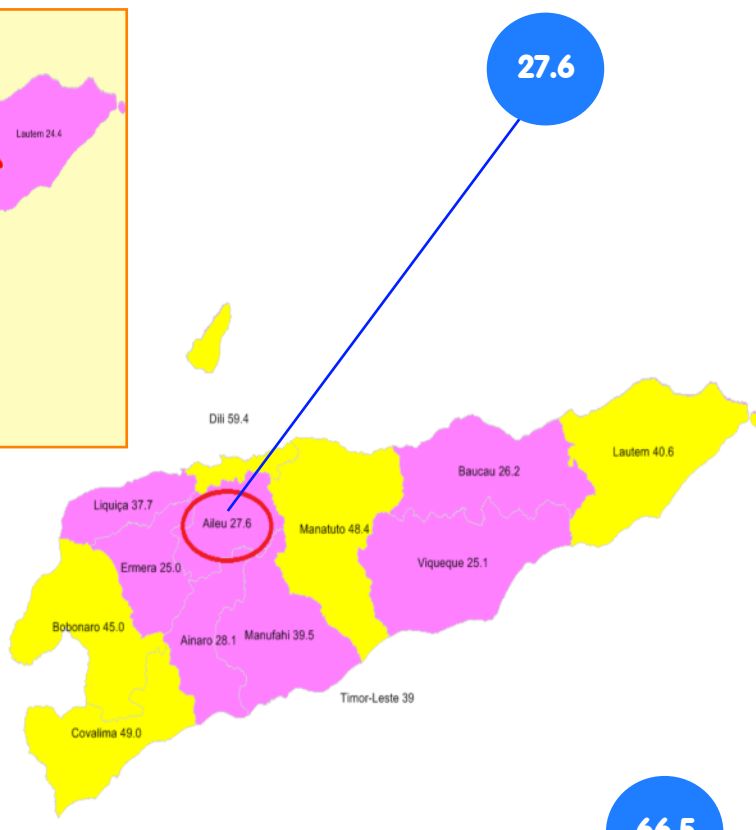 27.6
Lautem 24.4
Dili 59.4
Lautem 40.6
Baucau 26.2
Liquiça 37.7
Aileu 27.6
Manatuto 48.4
Ermera 25.0
Viqueque 25.1
Bobonaro 45.0
Ainaro 28.1
Manufahi 39.5
Timor-Leste 39
Covalima 49.0
66.5